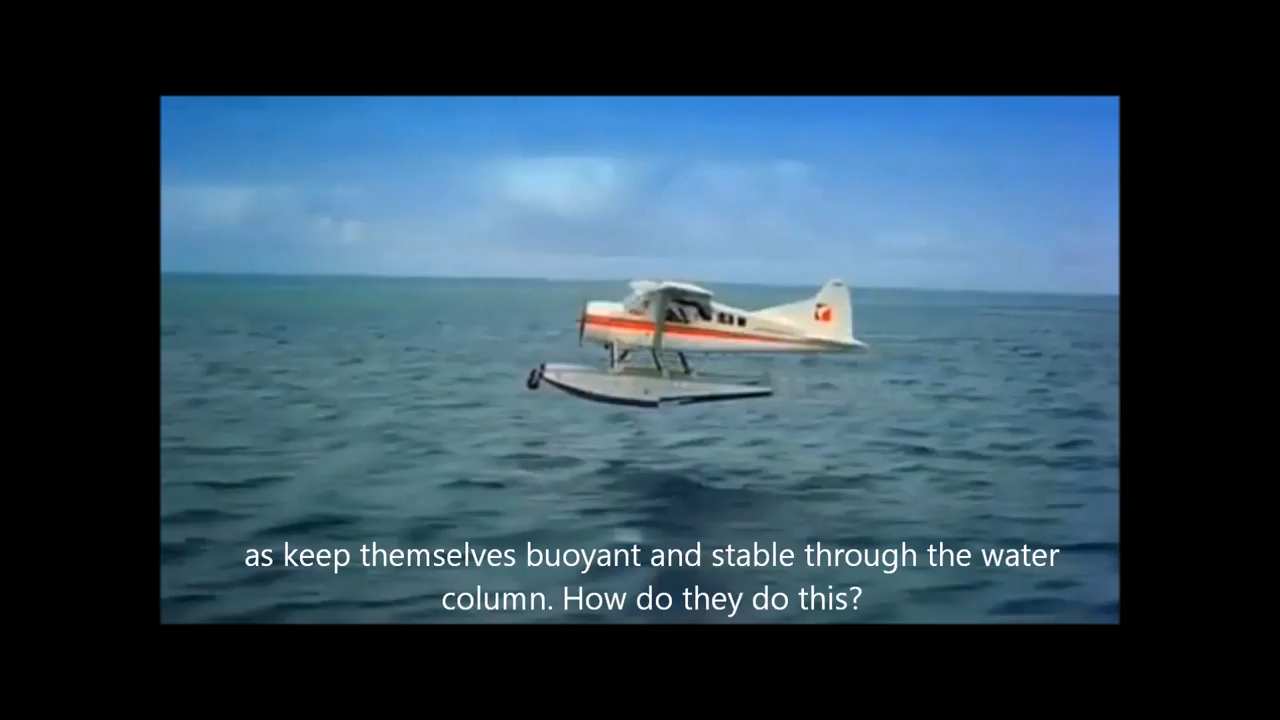 as keep themselves buoyant and stable through the water
column. How do they do this?